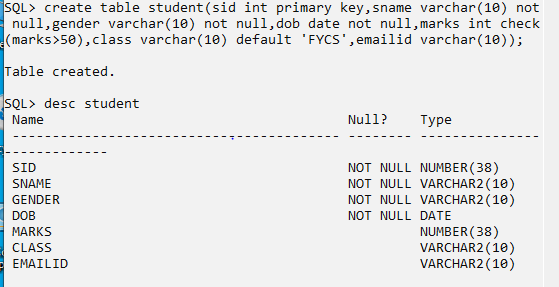 SQL> create table student(sid int primary key,sname varchar(10) not
 null,gender varchar(10) not null,dob date not null,marks int check
(marks>50),class varchar(10) default 'FYCS',emailid varchar(10));
Table created.
SQL> desc student
 Name                                      Null?    Type
 ----------------------------------------- -------- ---------------
-------------
 SID                                       NOT NULL NUMBER(38)
 SNAME                                     NOT NULL VARCHAR2(10)
 GENDER                                    NOT NULL VARCHAR2(10)
 DOB                                       NOT NULL DATE
 MARKS                                              NUMBER(38)
 CLASS                                              VARCHAR2(10)
 EMAILID                                            VARCHAR2(10)